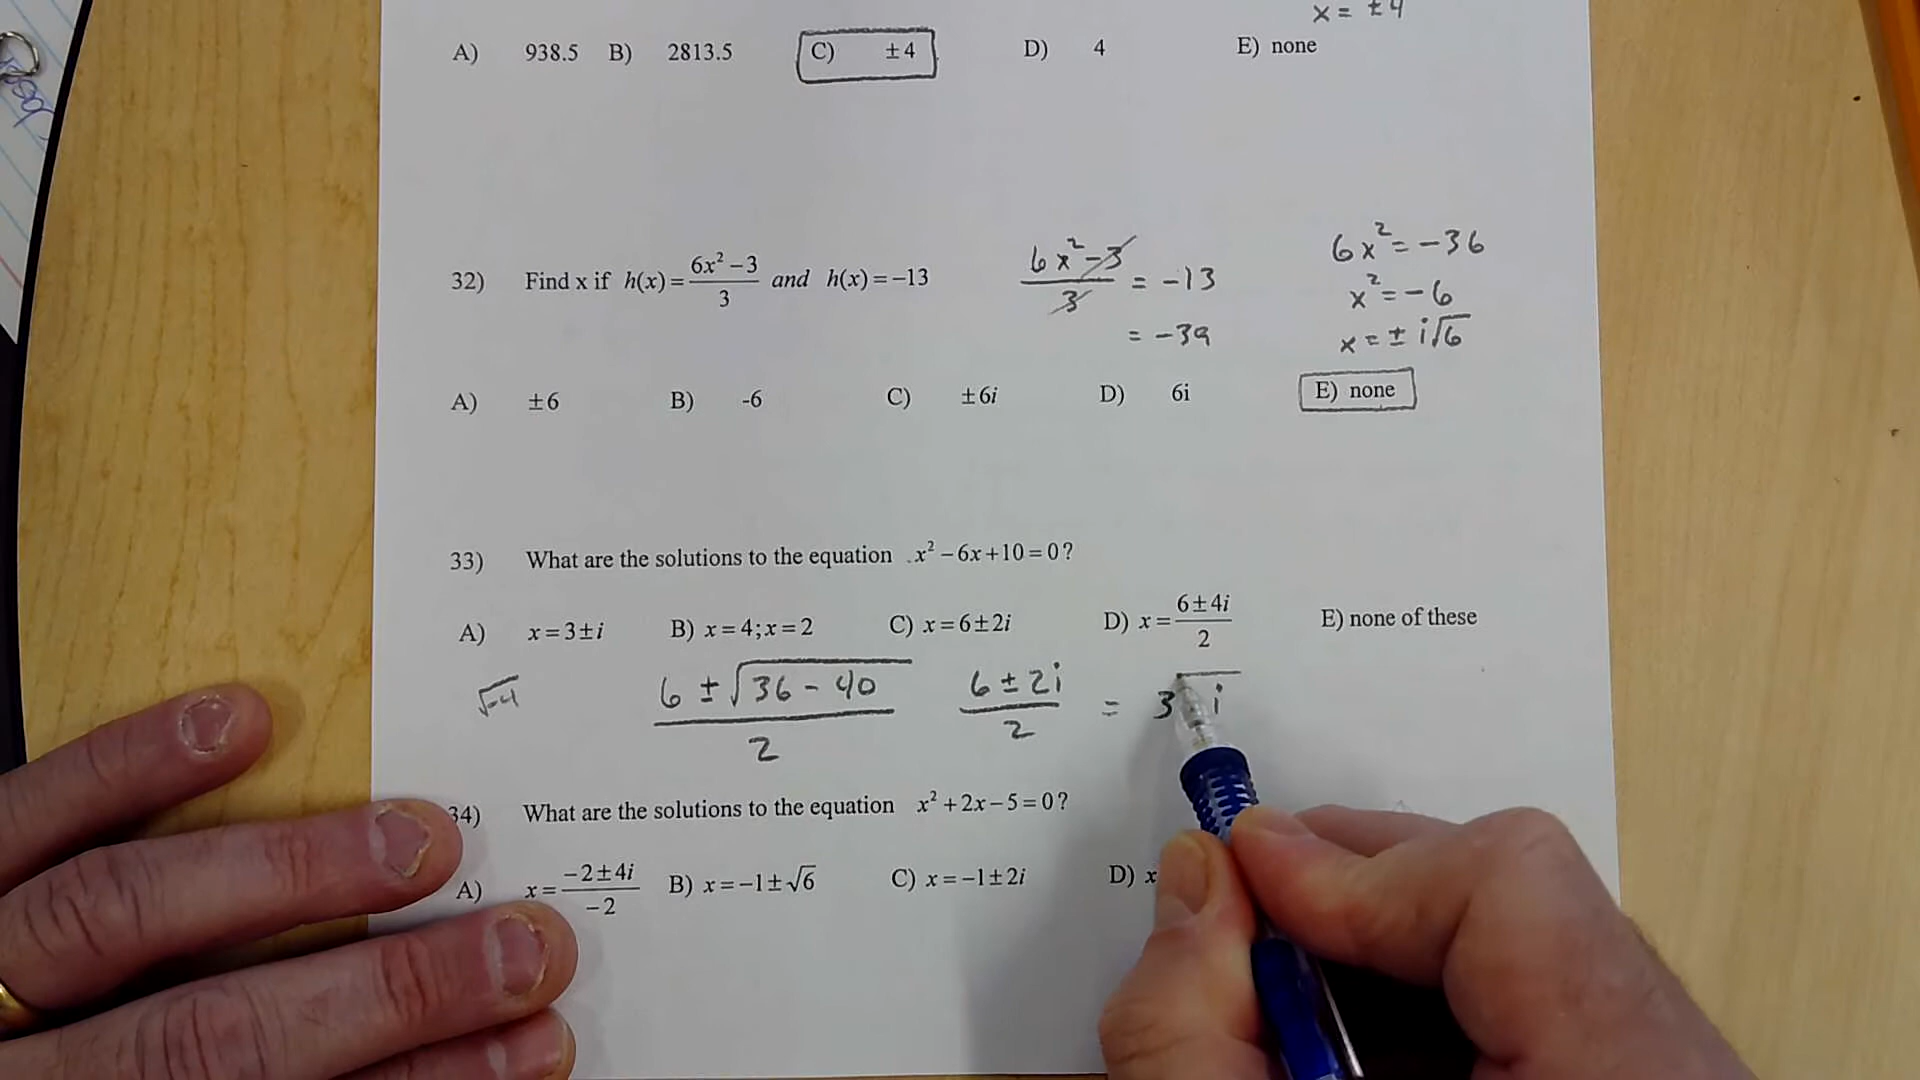 x = ±4
A) 938.5 B) 2813.5 C) ±4 D) 4 E) none
32) Find x if h(x)=(6x²−3)/3 and h(x)=−13
(6x²−3)/3 = −13
= −39
6x² = −36
x² = −6
x = ± i√6
A) ±6 B) -6 C) ±6i D) 6i E) none
33) What are the solutions to the equation x²−6x+10=0?
A) x=3±i B) x=4;x=2 C) x=6±2i D) x=(6±4i)/2 E) none of these
√-4
(6 ± √(36 − 40))/2 (6 ± 2i)/2 = 3 i
34) What are the solutions to the equation x²+2x−5=0?
A) x=(−2±4i)/−2 B) x=−1±√6 C) x=−1±2i D) x